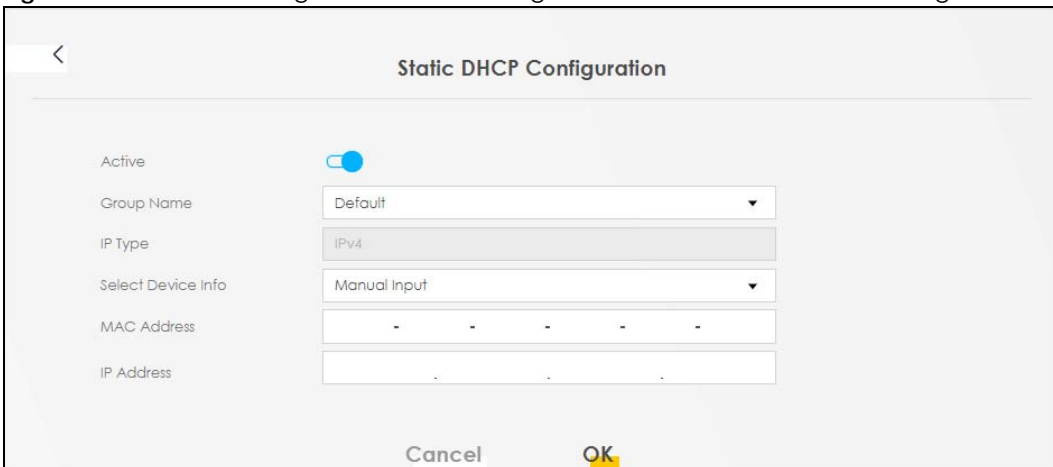 Static DHCP Configuration
Active
Group Name Default
IP Type IPv4
Select Device Info Manual Input
MAC Address - - - - -
IP Address . . .
Cancel OK